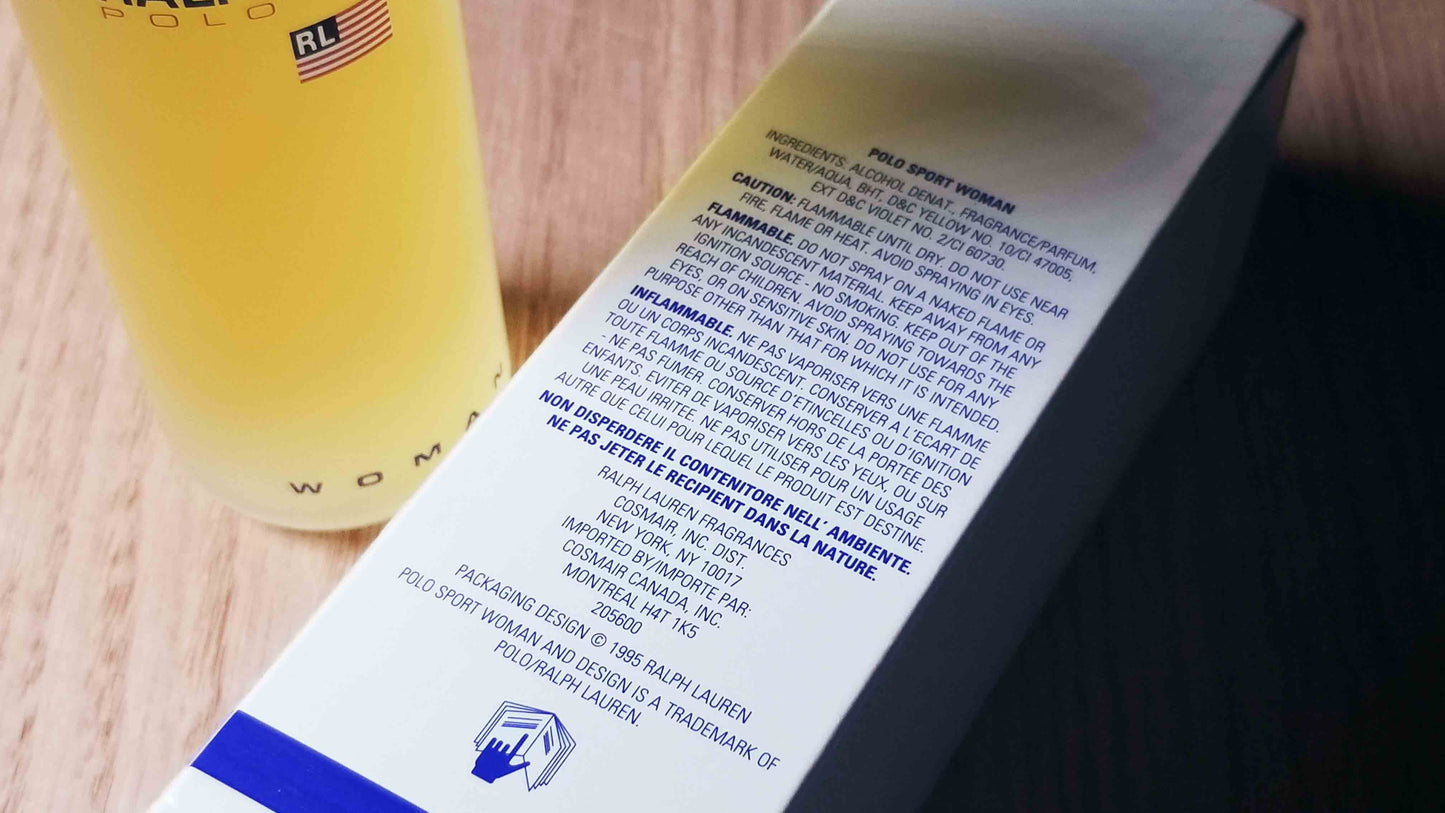 POLO
RL
WOMAN
POLO SPORT WOMAN
INGREDIENTS: ALCOHOL DENAT., FRAGRANCE/PARFUM,
WATER/AQUA, BHT, D&C YELLOW NO. 10/CI 47005,
EXT D&C VIOLET NO. 2/CI 60730.
CAUTION: FLAMMABLE UNTIL DRY. DO NOT USE NEAR
FIRE, FLAME OR HEAT. AVOID SPRAYING IN EYES.
FLAMMABLE. DO NOT SPRAY ON A NAKED FLAME OR
ANY INCANDESCENT MATERIAL. KEEP AWAY FROM ANY
IGNITION SOURCE - NO SMOKING. KEEP OUT OF THE
REACH OF CHILDREN. AVOID SPRAYING TOWARDS THE
EYES, OR ON SENSITIVE SKIN. DO NOT USE FOR ANY
PURPOSE OTHER THAN THAT FOR WHICH IT IS INTENDED.
INFLAMMABLE. NE PAS VAPORISER VERS UNE FLAMME
OU UN CORPS INCANDESCENT. CONSERVER A L'ECART DE
TOUTE FLAMME OU SOURCE D'ETINCELLES OU D'IGNITION
- NE PAS FUMER. CONSERVER HORS DE LA PORTEE DES
ENFANTS. EVITER DE VAPORISER VERS LES YEUX, OU SUR
UNE PEAU IRRITEE. NE PAS UTILISER POUR UN USAGE
AUTRE QUE CELUI POUR LEQUEL LE PRODUIT EST DESTINE.
NON DISPERDERE IL CONTENITORE NELL' AMBIENTE.
NE PAS JETER LE RECIPIENT DANS LA NATURE.
RALPH LAUREN FRAGRANCES
COSMAIR, INC. DIST.
NEW YORK, NY 10017
IMPORTED BY/IMPORTE PAR:
COSMAIR CANADA, INC.
MONTREAL H4T 1K5
205600
PACKAGING DESIGN © 1995 RALPH LAUREN
POLO SPORT WOMAN AND DESIGN IS A TRADEMARK OF
POLO/RALPH LAUREN.